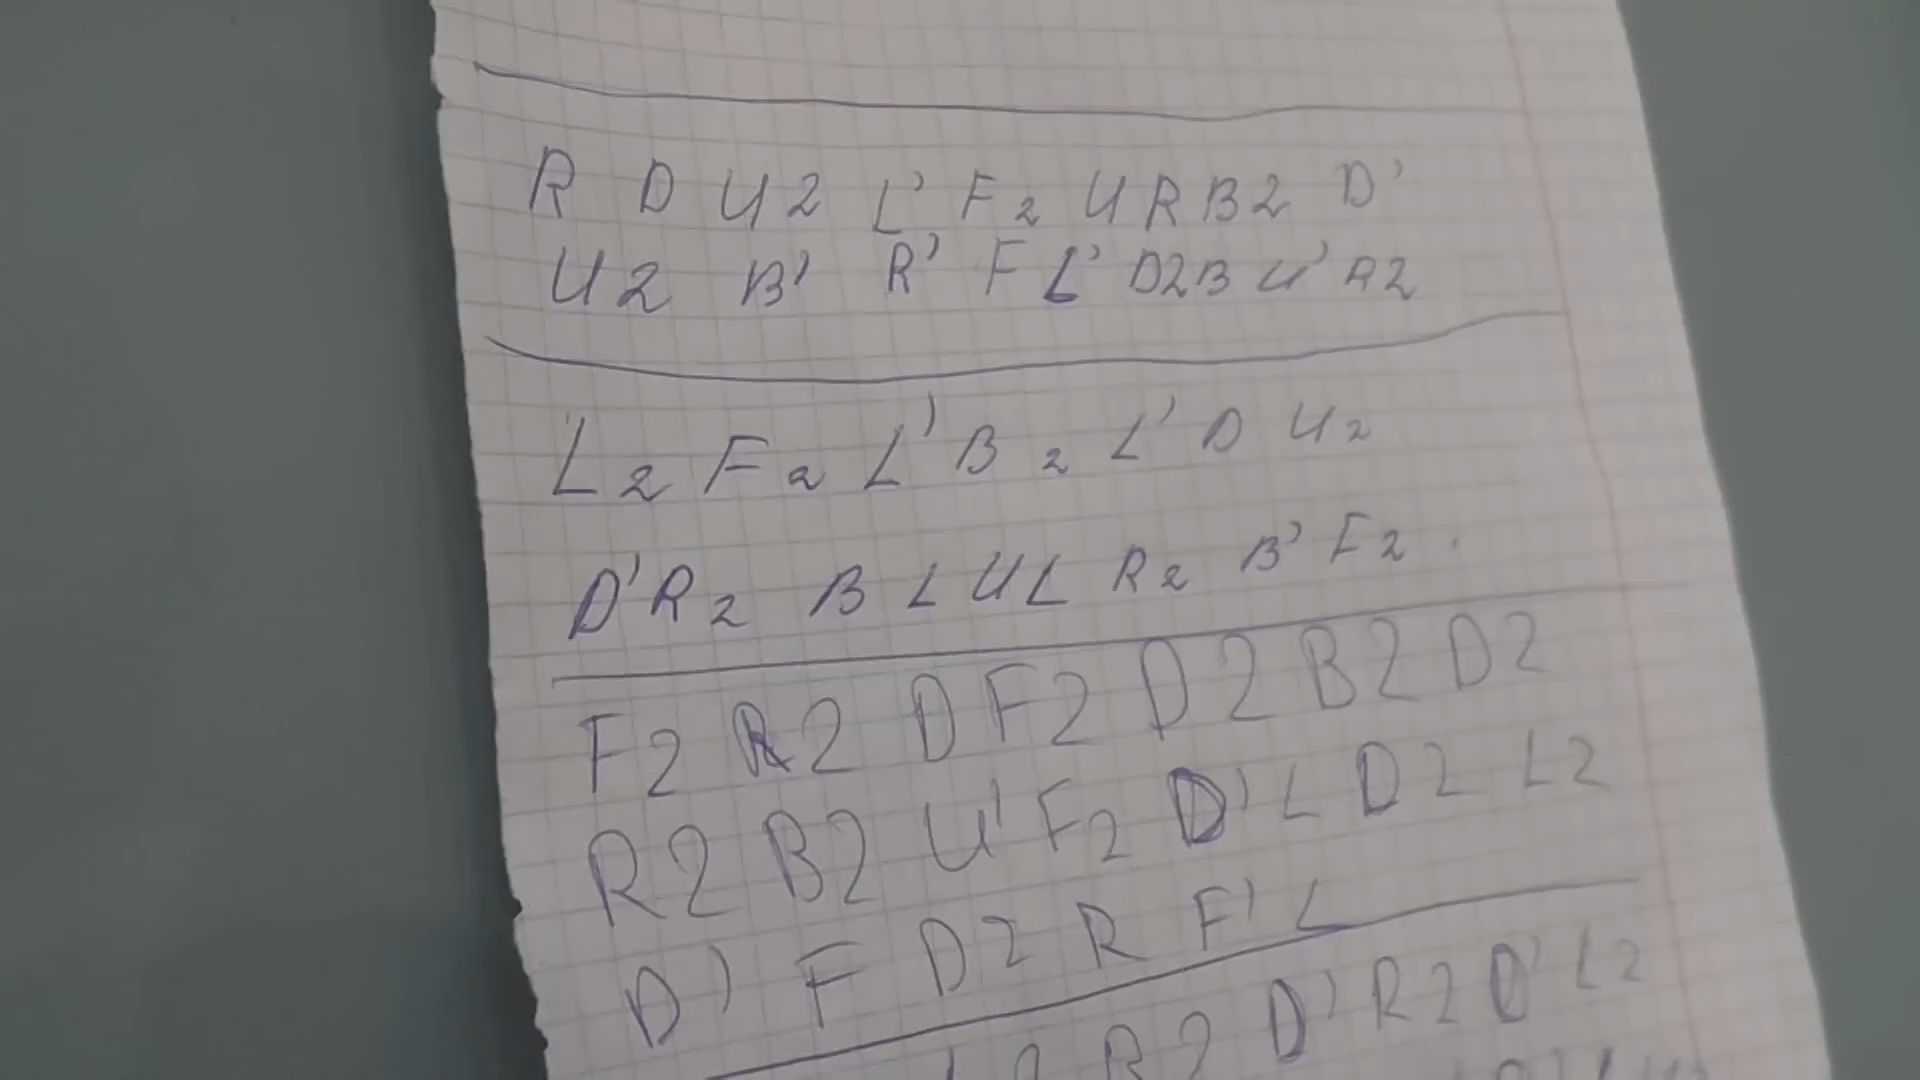 R D U2 L' F2 U R B2 D'
U2 B' R' F L' D2 B U' R2
L2 F2 L' B2 L' D U2
D' R2 B L U L R2 B' F2
F2 R2 D F2 D2 B2 D2
R2 B2 U' F2 D' L D2 L2
D' F D2 R F' L
D' R2 D' L2